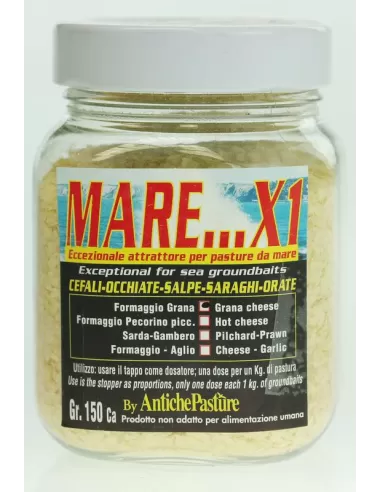 MARE...X1
Eccezionale attrattore per pasture da mare
Exceptional for sea groundbaits
CEFALI-OCCHIATE-SALPE-SARAGHI-ORATE
Formaggio Grana Grana cheese
Formaggio Pecorino picc. Hot cheese
Sarda-Gambero Pilchard-Prawn
Formaggio - Aglio Cheese - Garlic
Utilizzo: usare il tappo come dosatore; una dose per un Kg. di pastura.
Use is the stopper as proportions, only one dose each 1 kg. of groundbaits
Gr. 150 Ca
By AntichePasture
Prodotto non adatto per alimentazione umana